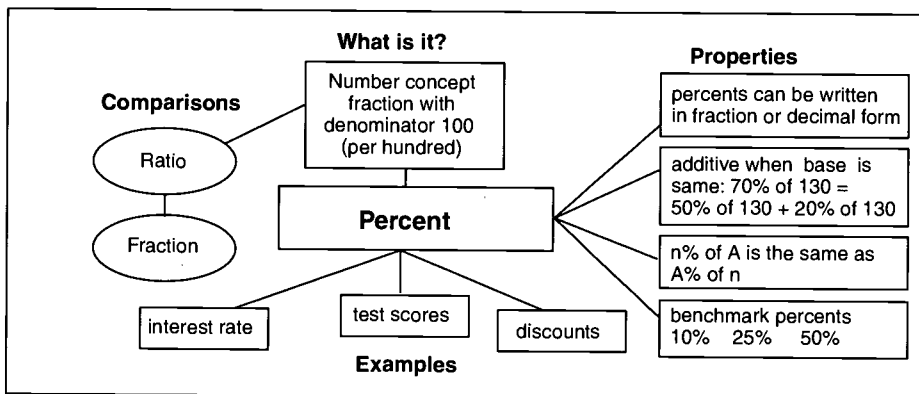 What is it?
Number concept
fraction with
denominator 100
(per hundred)
Comparisons
Ratio
Fraction
Percent
Properties
percents can be written
in fraction or decimal form
additive when base is
same: 70% of 130 =
50% of 130 + 20% of 130
n% of A is the same as
A% of n
benchmark percents
10% 25% 50%
interest rate
test scores
discounts
Examples